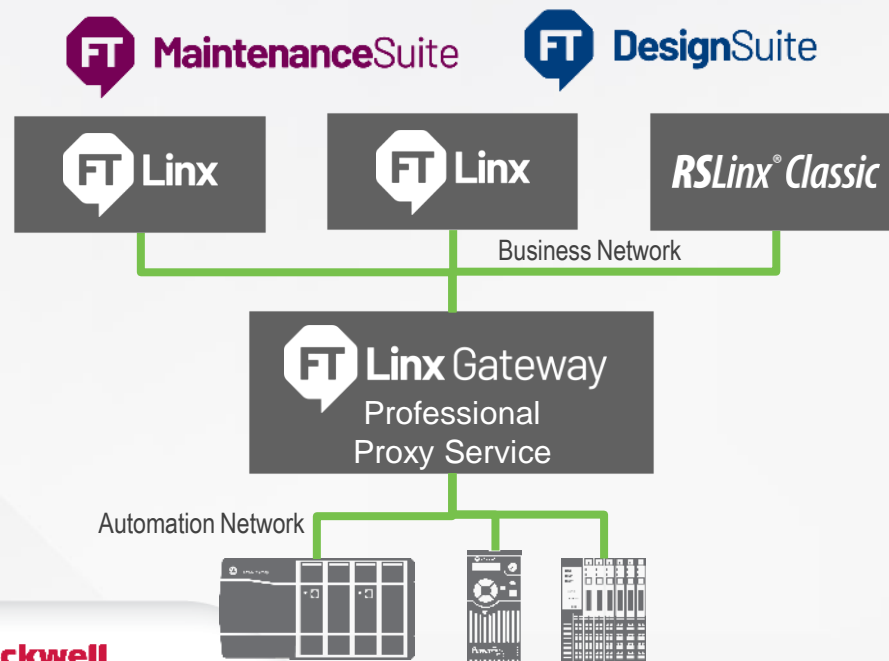 FT MaintenanceSuite
FT DesignSuite
FT Linx
FT Linx
RSLinx® Classic
Business Network
FT Linx Gateway
Professional
Proxy Service
Automation Network
ckwell